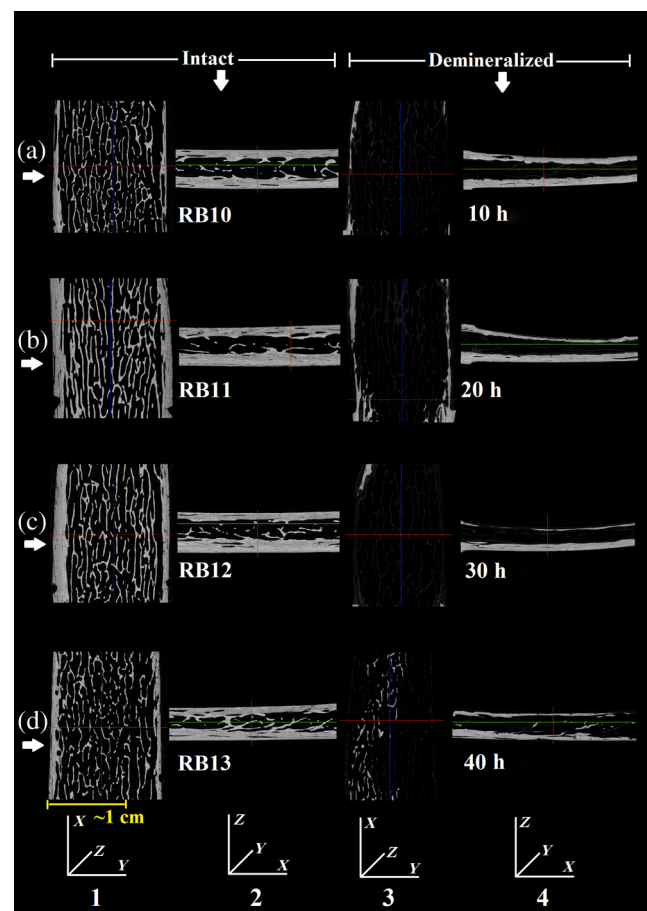 Intact Demineralized
(a)
RB10 10 h
(b)
RB11 20 h
(c)
RB12 30 h
(d)
RB13 40 h
~1 cm
X Z Y Z Y X X Z Y Z Y X
1 2 3 4